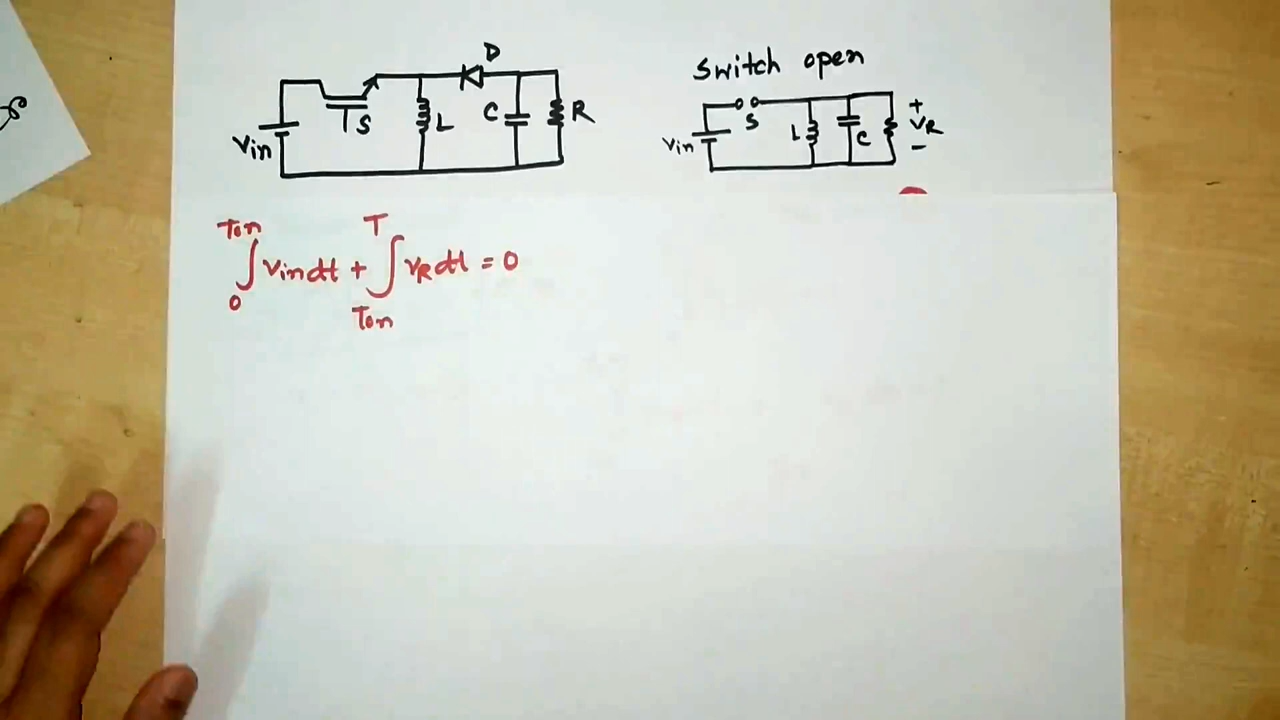 D
S
L
C
R
Vin
Switch open
S
Vin
L
C
+
VR
-
Ton
∫ Vin dt + ∫ VR dt = 0
0
T
Ton